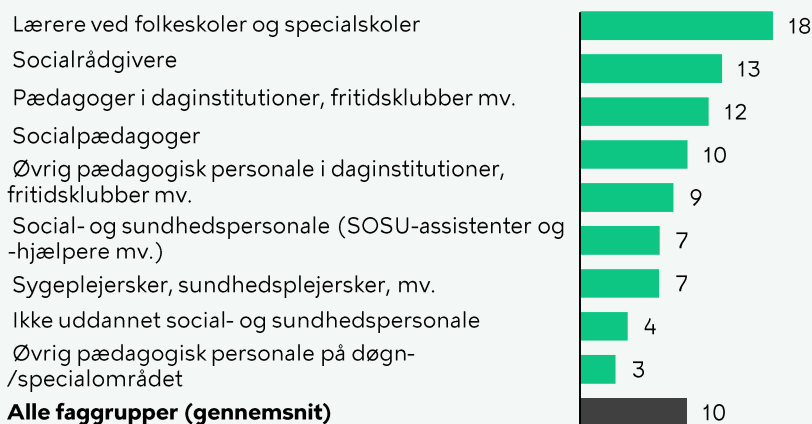 Lærere ved folkeskoler og specialskoler 18
Socialrådgivere 13
Pædagoger i daginstitutioner, fritidsklubber mv. 12
Socialpædagoger 10
Øvrig pædagogisk personale i daginstitutioner,
fritidsklubber mv. 9
Social- og sundhedspersonale (SOSU-assistenter og
-hjælpere mv.) 7
Sygeplejersker, sundhedsplejersker, mv. 7
Ikke uddannet social- og sundhedspersonale 4
Øvrig pædagogisk personale på døgn-
/specialområdet 3
Alle faggrupper (gennemsnit) 10